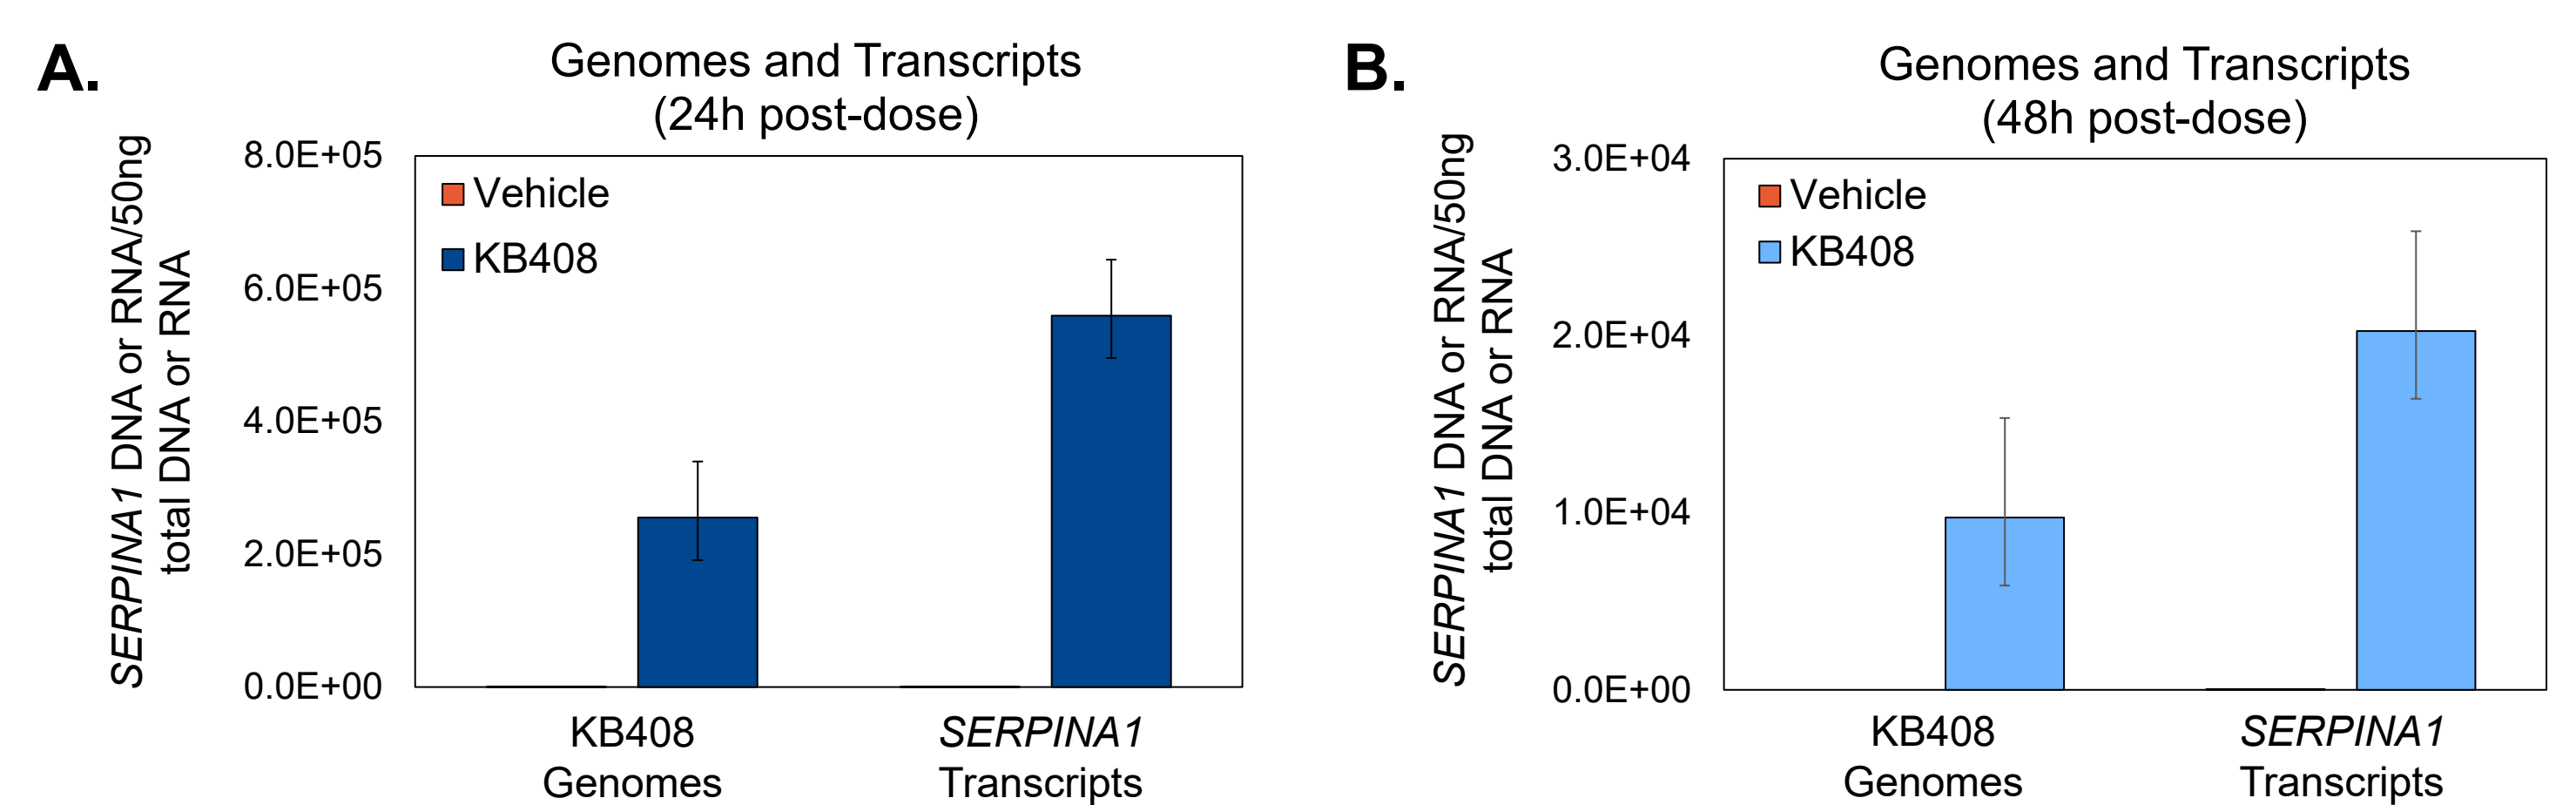 A.
Genomes and Transcripts
(24h post-dose)
SERPINA1 DNA or RNA/50ng
total DNA or RNA
8.0E+05
6.0E+05
4.0E+05
2.0E+05
0.0E+00
Vehicle
KB408
KB408
Genomes
SERPINA1
Transcripts
B.
Genomes and Transcripts
(48h post-dose)
SERPINA1 DNA or RNA/50ng
total DNA or RNA
3.0E+04
2.0E+04
1.0E+04
0.0E+00
Vehicle
KB408
KB408
Genomes
SERPINA1
Transcripts